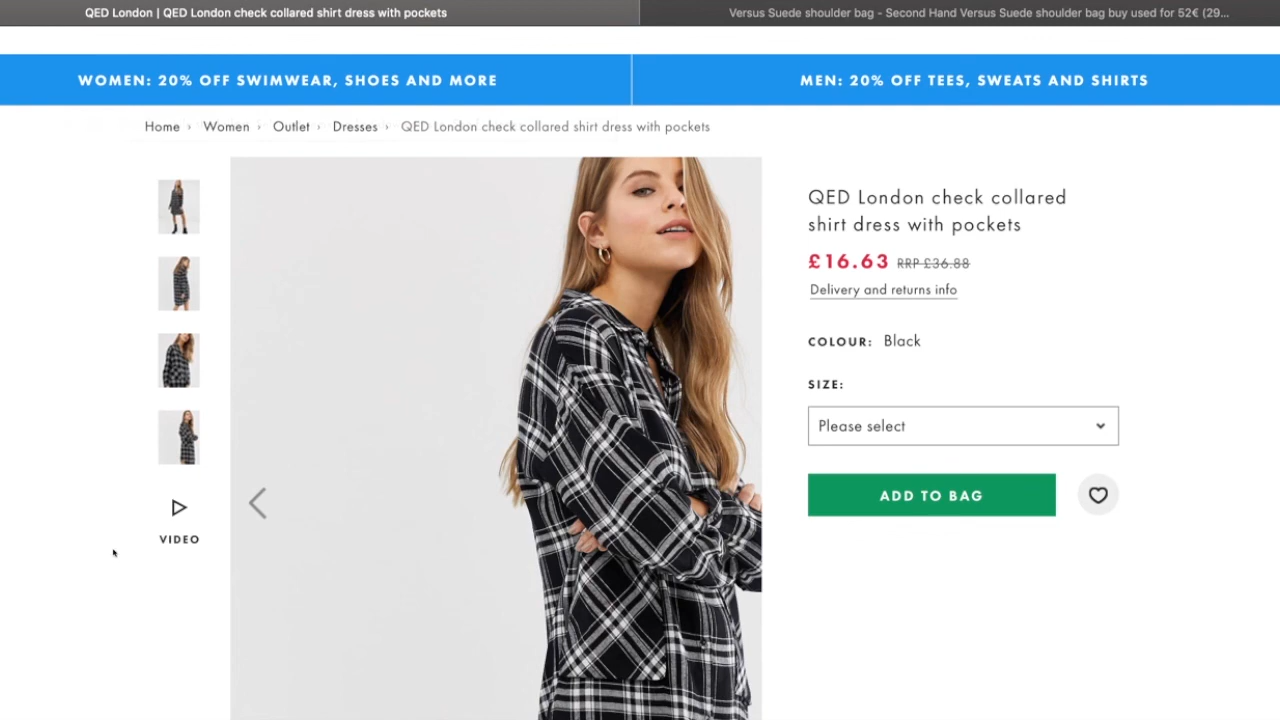 QED London | QED London check collared shirt dress with pockets
Versus Suede shoulder bag - Second Hand Versus Suede shoulder bag buy used for 52€ (29...
WOMEN: 20% OFF SWIMWEAR, SHOES AND MORE
MEN: 20% OFF TEES, SWEATS AND SHIRTS
Home › Women › Outlet › Dresses › QED London check collared shirt dress with pockets
QED London check collared
shirt dress with pockets
£16.63 RRP £36.88
Delivery and returns info
COLOUR: Black
SIZE:
Please select
ADD TO BAG
VIDEO